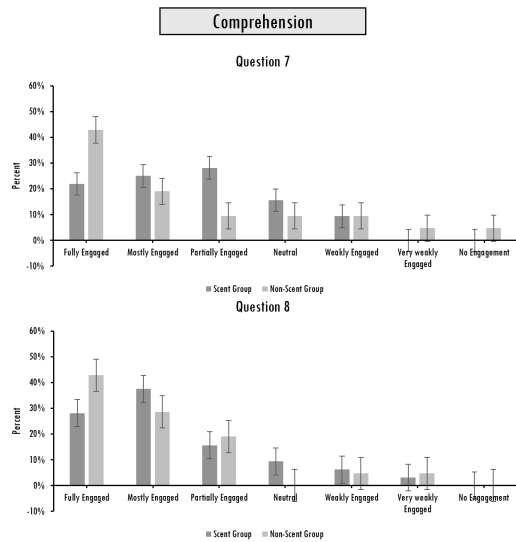 Comprehension
Question 7
60%
50%
40%
30%
20%
10%
0%
-10%
Percent
Fully Engaged Mostly Engaged Partially Engaged Neutral Weakly Engaged Very weakly Engaged No Engagement
Scent Group Non-Scent Group
Question 8
60%
50%
40%
30%
20%
10%
0%
-10%
Percent
Fully Engaged Mostly Engaged Partially Engaged Neutral Weakly Engaged Very weakly Engaged No Engagement
Scent Group Non-Scent Group